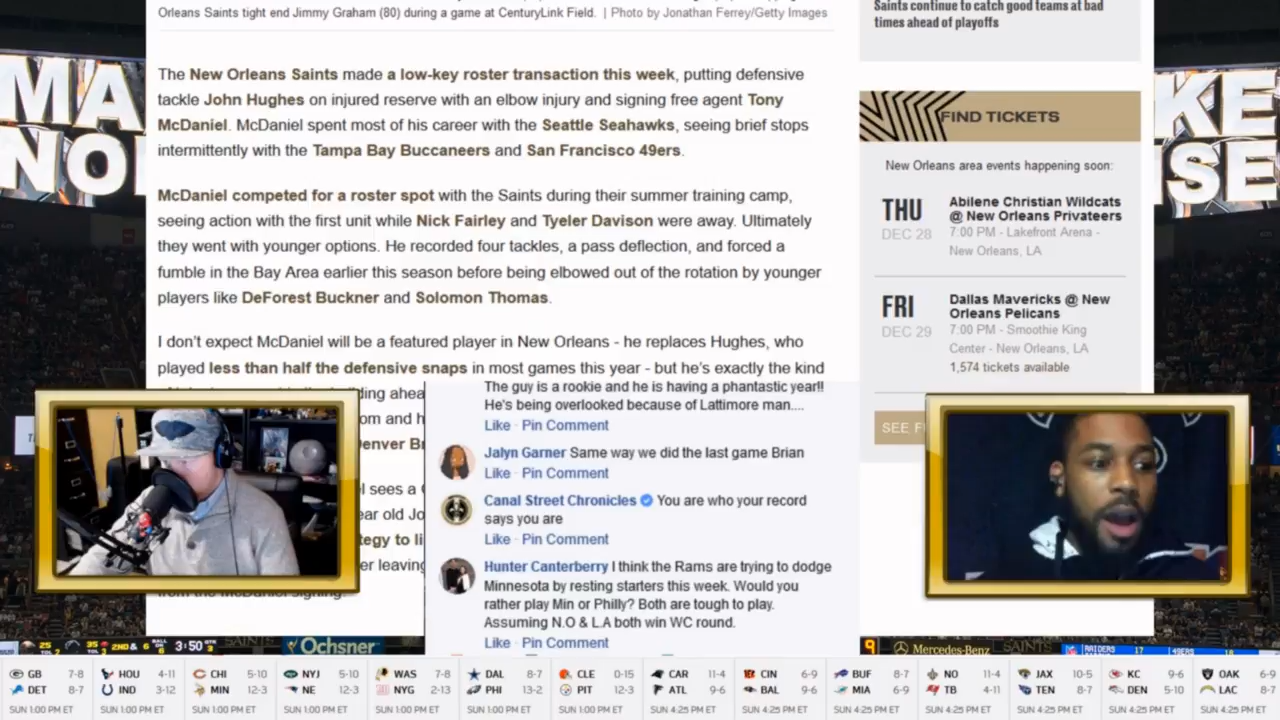 Orleans Saints tight end Jimmy Graham (80) during a game at CenturyLink Field. | Photo by Jonathan Ferrey/Getty Images
The New Orleans Saints made a low-key roster transaction this week, putting defensive
tackle John Hughes on injured reserve with an elbow injury and signing free agent Tony
McDaniel. McDaniel spent most of his career with the Seattle Seahawks, seeing brief stops
intermittently with the Tampa Bay Buccaneers and San Francisco 49ers.
McDaniel competed for a roster spot with the Saints during their summer training camp,
seeing action with the first unit while Nick Fairley and Tyeler Davison were away. Ultimately
they went with younger options. He recorded four tackles, a pass deflection, and forced a
fumble in the Bay Area earlier this season before being elbowed out of the rotation by younger
players like DeForest Buckner and Solomon Thomas.
I don't expect McDaniel will be a featured player in New Orleans - he replaces Hughes, who
played less than half the defensive snaps in most games this year - but he's exactly the kind
Saints continue to catch good teams at bad
times ahead of playoffs
FIND TICKETS
New Orleans area events happening soon:
THU
DEC 28
Abilene Christian Wildcats
@ New Orleans Privateers
7:00 PM - Lakefront Arena -
New Orleans, LA
FRI
DEC 29
Dallas Mavericks @ New
Orleans Pelicans
7:00 PM - Smoothie King
Center - New Orleans, LA
1,574 tickets available
SEE
The guy is a rookie and he is having a phantastic year!!
He's being overlooked because of Lattimore man....
Like · Pin Comment
Jalyn Garner Same way we did the last game Brian
Like · Pin Comment
Canal Street Chronicles You are who your record
says you are
Like · Pin Comment
Hunter Canterberry I think the Rams are trying to dodge
Minnesota by resting starters this week. Would you
rather play Min or Philly? Both are tough to play.
Assuming N.O & L.A both win WC round.
Like · Pin Comment
MA
NO
KE
ISE
25 35 2ND& 6 3:50
SAINTS
Ochsner
Mercedes-Benz
SAINTS
RAIDERS 17 49ERS
GB 7-8
DET 8-7
SUN 1:00 PM ET
HOU 4-11
IND 3-12
SUN 1:00 PM ET
CHI 5-10
MIN 12-3
SUN 1:00 PM ET
NYJ 5-10
NE 12-3
SUN 1:00 PM ET
WAS 7-8
NYG 2-13
SUN 1:00 PM ET
DAL 8-7
PHI 13-2
SUN 1:00 PM ET
CLE 0-15
PIT 12-3
SUN 1:00 PM ET
CAR 11-4
ATL 9-6
SUN 4:25 PM ET
CIN 6-9
BAL 9-6
SUN 4:25 PM ET
BUF 8-7
MIA 6-9
SUN 4:25 PM ET
NO 11-4
TB 4-11
SUN 4:25 PM ET
JAX 10-5
TEN 8-7
SUN 4:25 PM ET
KC 9-6
DEN 5-10
SUN 4:25 PM ET
OAK 6-9
LAC 8-7
SUN 4:25 PM ET